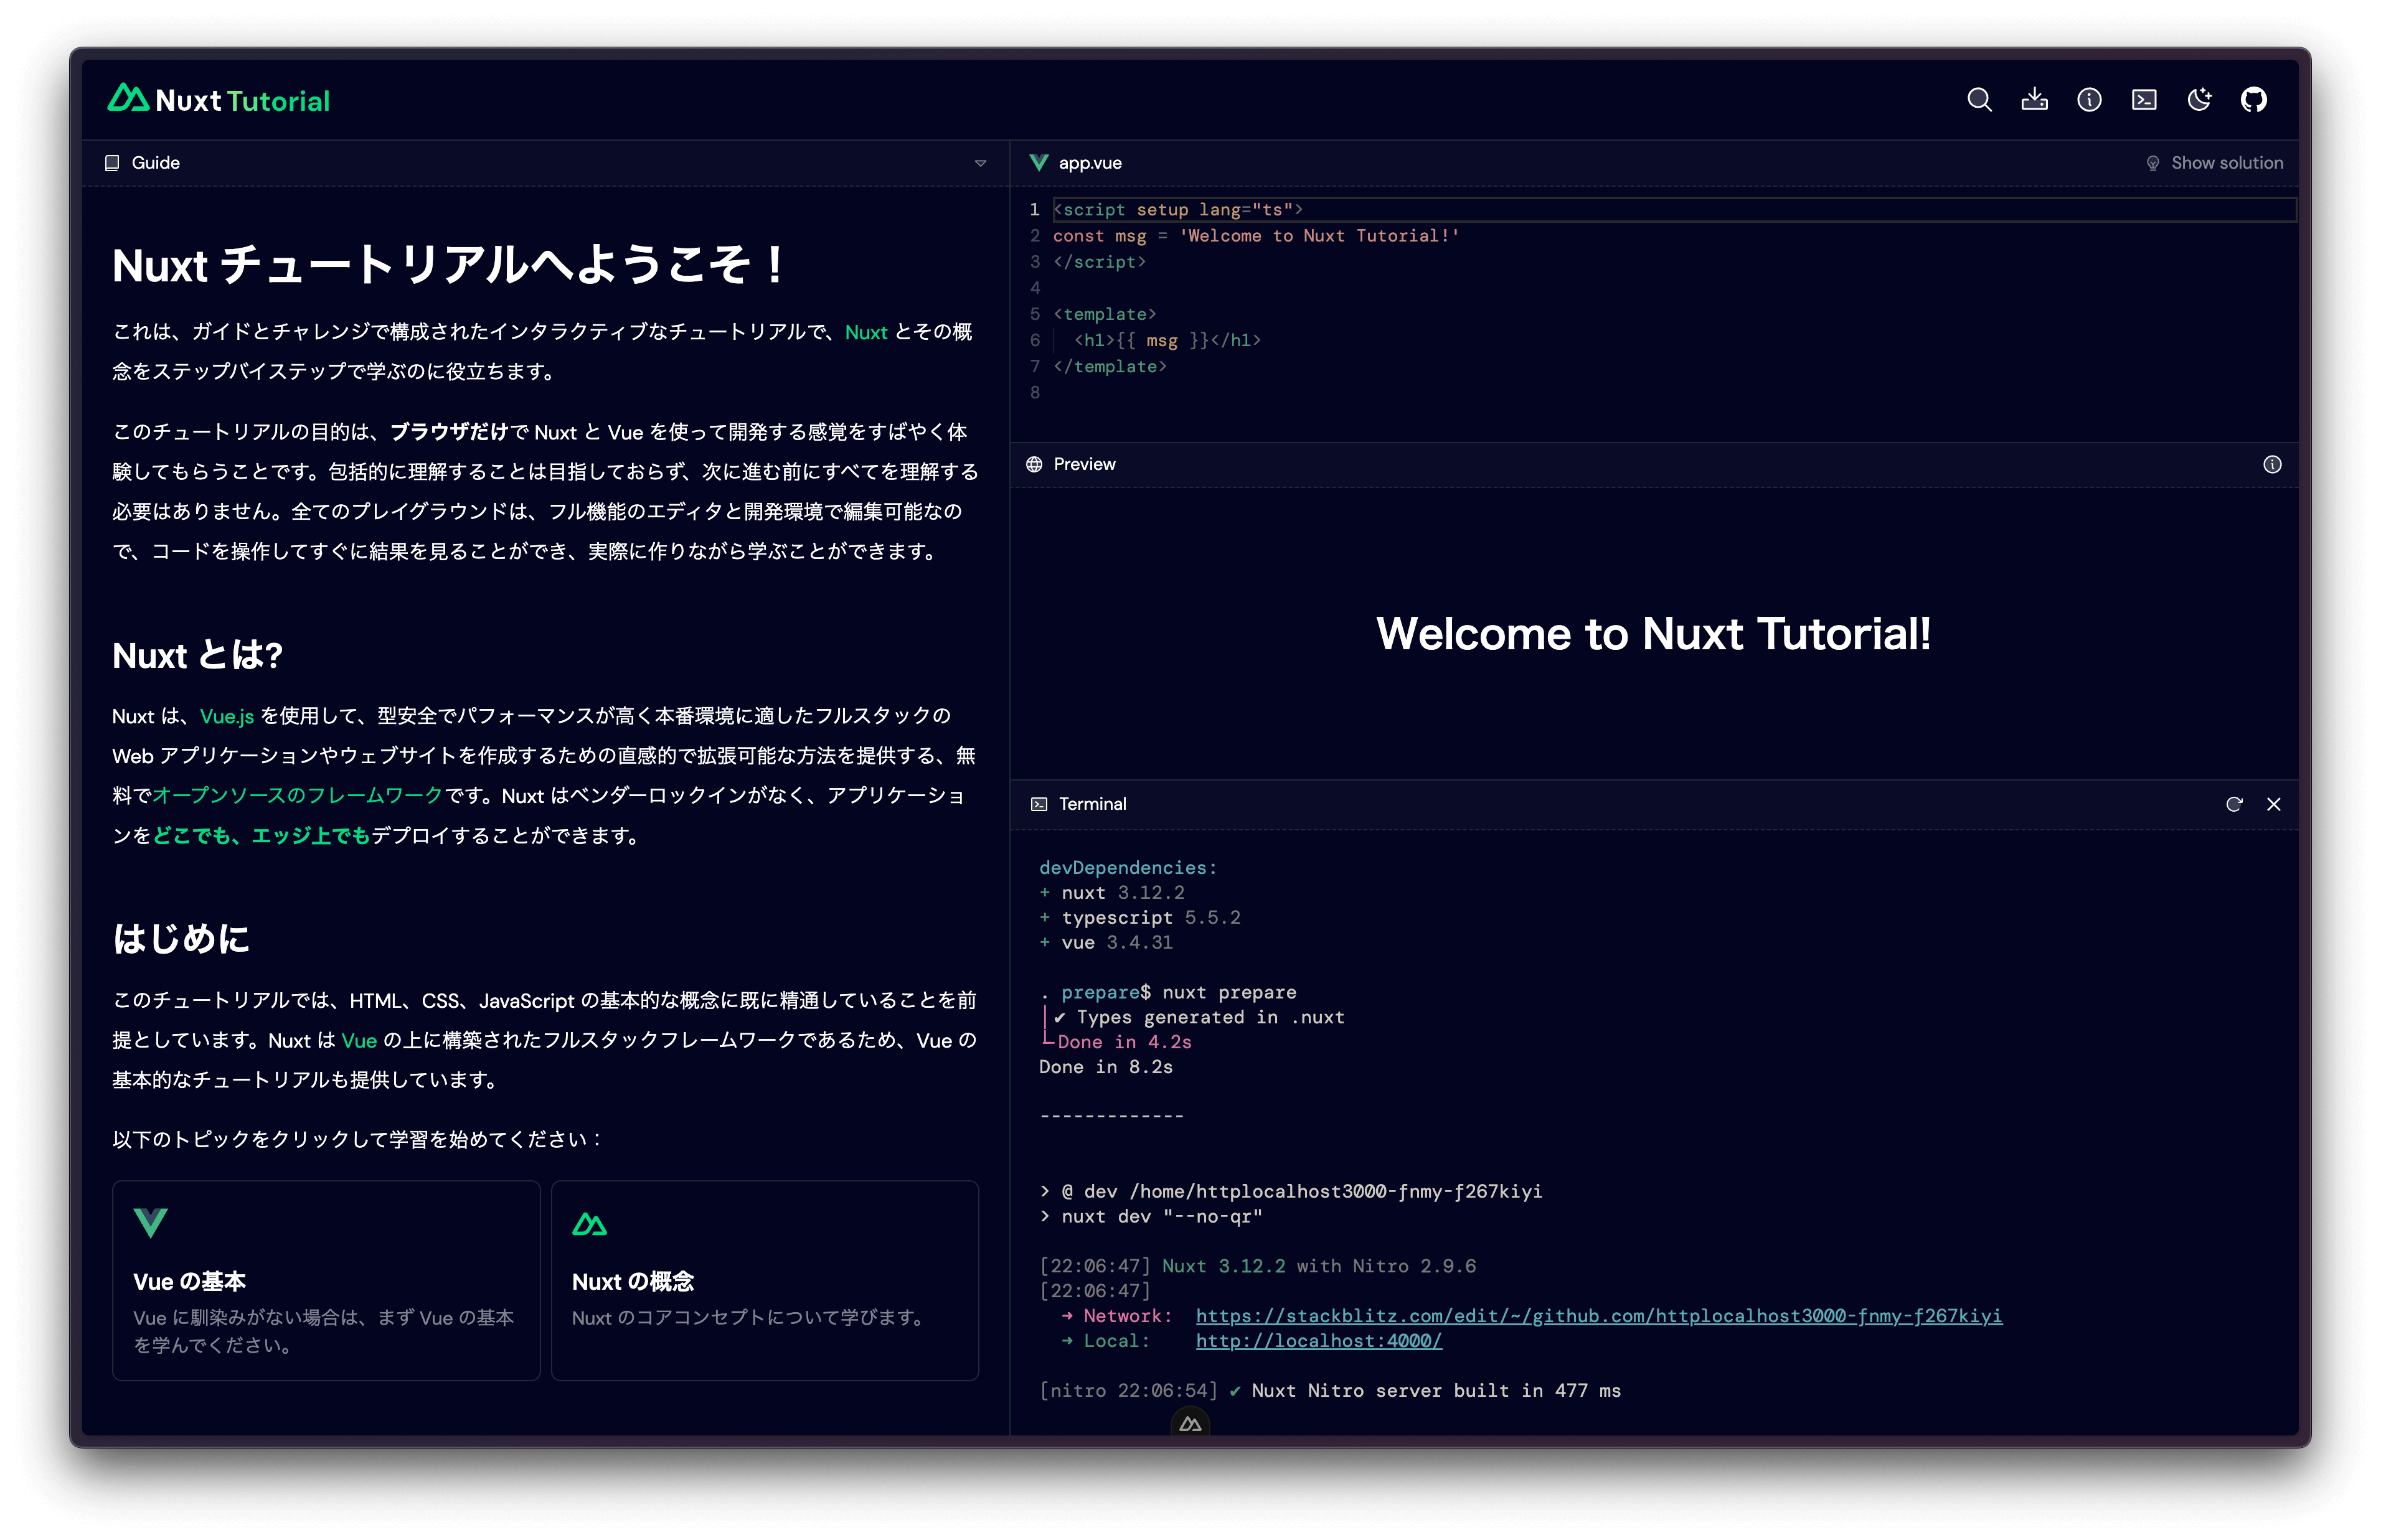 Nuxt Tutorial
Guide
Nuxt チュートリアルへようこそ！
これは、ガイドとチャレンジで構成されたインタラクティブなチュートリアルで、Nuxt とその概
念をステップバイステップで学ぶのに役立ちます。
このチュートリアルの目的は、ブラウザだけで Nuxt と Vue を使って開発する感覚をすばやく体
験してもらうことです。包括的に理解することは目指しておらず、次に進む前にすべてを理解する
必要はありません。全てのプレイグラウンドは、フル機能のエディタと開発環境で編集可能なの
で、コードを操作してすぐに結果を見ることができ、実際に作りながら学ぶことができます。
Nuxt とは?
Nuxt は、Vue.js を使用して、型安全でパフォーマンスが高く本番環境に適したフルスタックの
Web アプリケーションやウェブサイトを作成するための直感的で拡張可能な方法を提供する、無
料でオープンソースのフレームワークです。Nuxt はベンダーロックインがなく、アプリケーショ
ンをどこでも、エッジ上でもデプロイすることができます。
はじめに
このチュートリアルでは、HTML、CSS、JavaScript の基本的な概念に既に精通していることを前
提としています。Nuxt は Vue の上に構築されたフルスタックフレームワークであるため、Vue の
基本的なチュートリアルも提供しています。
以下のトピックをクリックして学習を始めてください：
Vue の基本
Vue に馴染みがない場合は、まず Vue の基本
を学んでください。
Nuxt の概念
Nuxt のコアコンセプトについて学びます。
app.vue
Show solution
1 <script setup lang="ts">
2 const msg = 'Welcome to Nuxt Tutorial!'
3 </script>
4
5 <template>
6   <h1>{{ msg }}</h1>
7 </template>
8
Preview
Welcome to Nuxt Tutorial!
Terminal
devDependencies:
+ nuxt 3.12.2
+ typescript 5.5.2
+ vue 3.4.31
. prepare$ nuxt prepare
│✔ Types generated in .nuxt
└─Done in 4.2s
Done in 8.2s
-------------
> @ dev /home/httplocalhost3000-fnmy-f267kiyi
> nuxt dev "--no-qr"
[22:06:47] Nuxt 3.12.2 with Nitro 2.9.6
[22:06:47]
➜ Network: https://stackblitz.com/edit/~/github.com/httplocalhost3000-fnmy-f267kiyi
➜ Local: http://localhost:4000/
[nitro 22:06:54] ✔ Nuxt Nitro server built in 477 ms